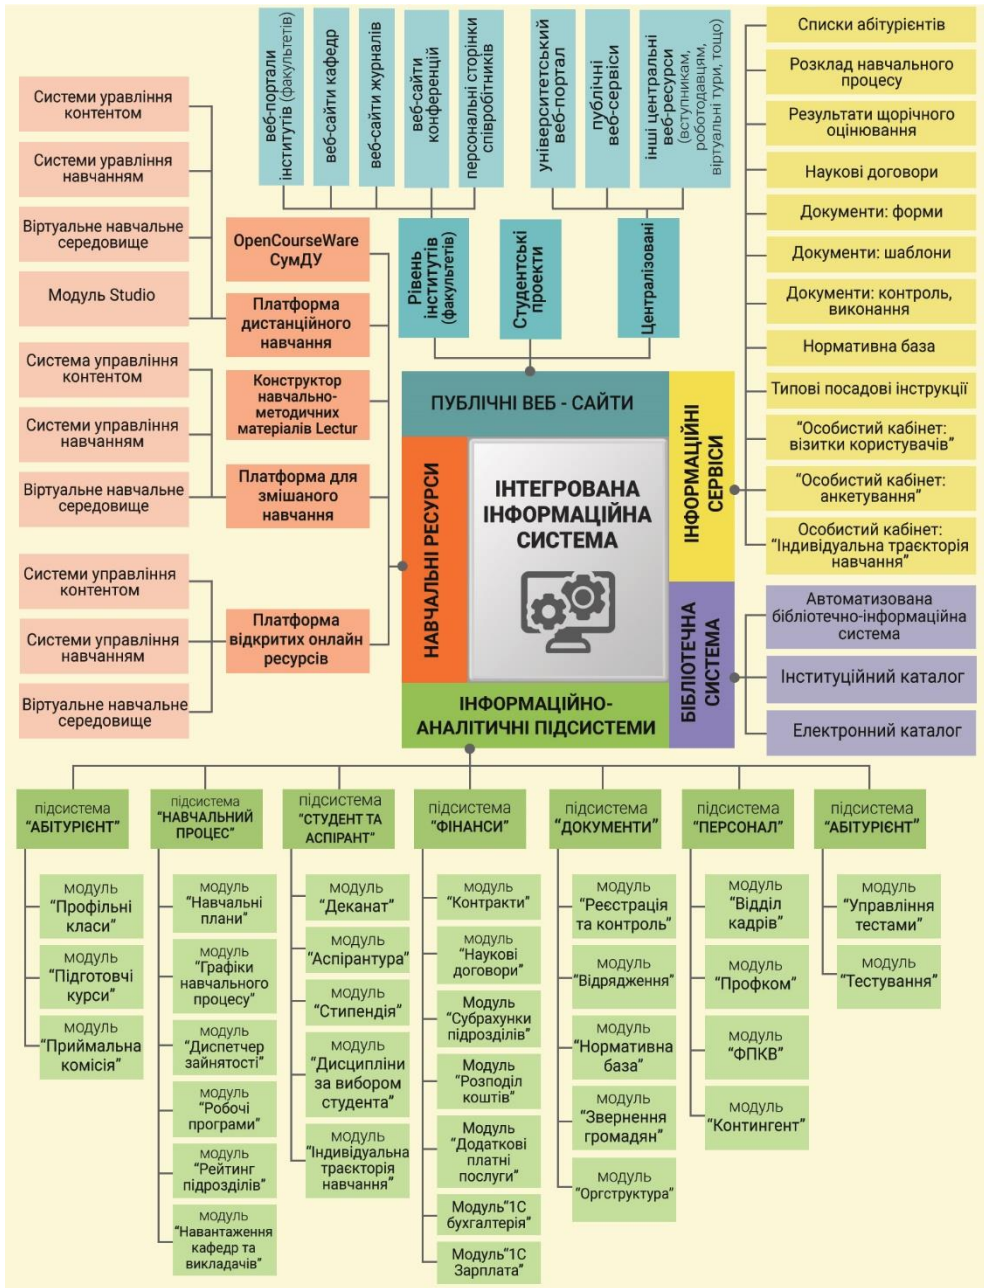 веб-портали
інститутів (факультетів)
веб-сайти кафедр
веб-сайти журналів
веб-сайти
конференцій
персональні сторінки
співробітників
університетський
веб-портал
публічні
веб-сервіси
інші центральні
веб-ресурси
(вступникам,
роботодавцям,
віртуальні тури, тощо)
Рівень
інститутів
(факультетів)
Студентські
проекти
Централізовані
Системи уравління
контентом
Системи уравління
навчанням
Віртуальне навчальне
середовище
Модуль Studio
Система управління
контентом
Системи управління
навчанням
Віртуальне навчальне
середовище
Системи управління
контентом
Системи управління
навчанням
Віртуальне навчальне
середовище
OpenCourseWare
СумДУ
Платформа
дистанційного
навчання
Конструктор
навчально-
методичних
матеріалів Lectur
Платформа для
змішаного
навчання
Платформа
відкритих онлайн
ресурсів
ПУБЛІЧНІ ВЕБ - САЙТИ
НАВЧАЛЬНІ РЕСУРСИ
ІНТЕГРОВАНА
ІНФОРМАЦІЙНА
СИСТЕМА
ІНФОРМАЦІЙНІ
СЕРВІСИ
БІБЛІОТЕЧНА
СИСТЕМА
ІНФОРМАЦІЙНО-
АНАЛІТИЧНІ ПІДСИСТЕМИ
Списки абітурієнтів
Розклад навчального
процесу
Результати щорічного
оцінювання
Наукові договори
Документи: форми
Документи: шаблони
Документи: контроль,
виконання
Нормативна база
Типові посадові інструкції
“Особистий кабінет:
візитки користувачів”
“Особистий кабінет:
анкетування”
Особистий кабінет:
“Індивідуальна траєкторія
навчання”
Автоматизована
бібліотечно-інформаційна
система
Інституційний каталог
Електронний каталог
підсистема
“АБІТУРІЄНТ”
модуль
“Профільні
класи”
модуль
“Підготовчі
курси”
модуль
“Приймальна
комісія”
підсистема
“НАВЧАЛЬНИЙ
ПРОЦЕС”
модуль
“Навчальні
плани”
модуль
“Графіки
навчального
процесу”
модуль
“Диспетчер
зайнятості”
модуль
“Робочі
програми”
модуль
“Рейтинг
підрозділів”
модуль
“Навантаження
кафедр та
викладачів”
підсистема
“СТУДЕНТ ТА
АСПІРАНТ”
модуль
“Деканат”
модуль
“Аспірантура”
модуль
“Стипендія”
модуль
“Дисципліни
за вибором
студента”
модуль
“Індивідуальна
траєкторія
навчання”
підсистема
“ФІНАНСИ”
модуль
“Контракти”
модуль
“Наукові
договори”
Модуль
“Субрахунки
підрозділів”
Модуль
“Розподіл
коштів”
Модуль
“Додаткові
платні
послуги”
Модуль“1С
бухгалтерія”
Модуль“1С
Зарплата”
підсистема
“ДОКУМЕНТИ”
модуль
“Реєстрація
та контроль”
модуль
“Відрядження”
модуль
“Нормативна
база”
модуль
“Звернення
громадян”
модуль
“Оргструктура”
підсистема
“ПЕРСОНАЛ”
модуль
“Відділ
кадрів”
модуль
“Профком”
модуль
“ФПКВ”
модуль
“Контингент”
підсистема
“АБІТУРІЄНТ”
модуль
“Управління
тестами”
модуль
“Тестування”